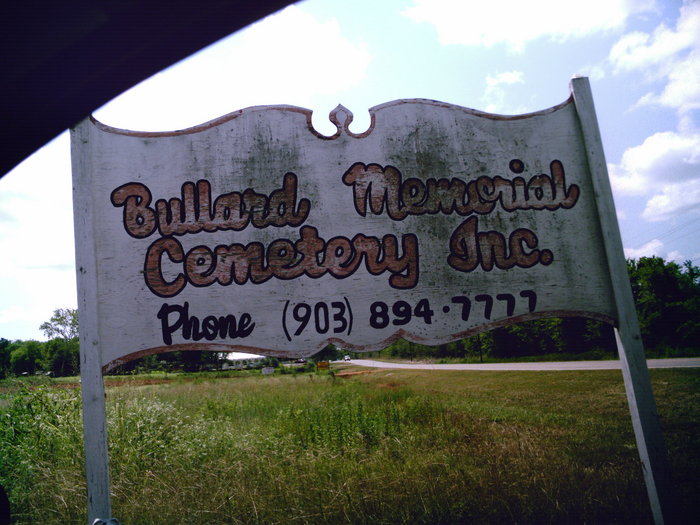 Bullard Memorial
Cemetery Inc.
Phone (903) 894-7777